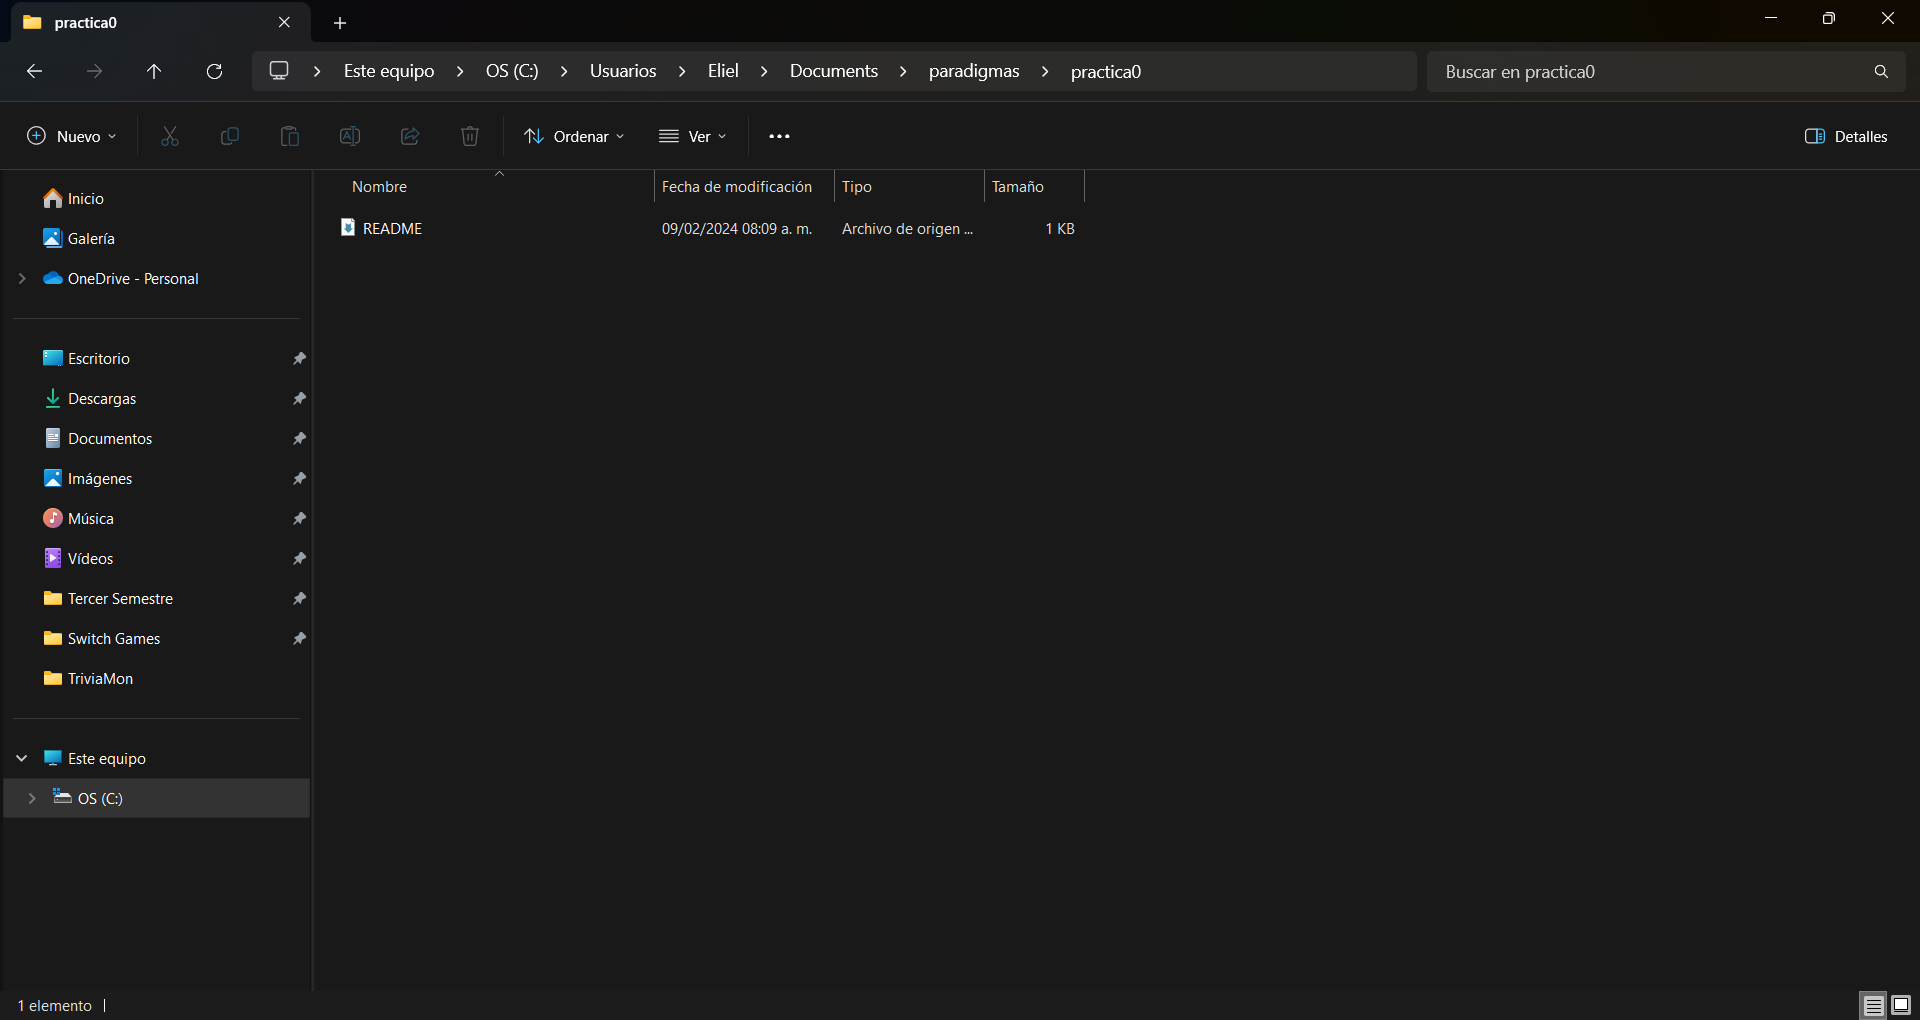 practica0
Este equipo > OS (C:) > Usuarios > Eliel > Documents > paradigmas > practica0
Buscar en practica0
Nuevo
Ordenar
Ver
Detalles
Nombre
Fecha de modificación
Tipo
Tamaño
README
09/02/2024 08:09 a. m.
Archivo de origen ...
1 KB
Inicio
Galería
OneDrive - Personal
Escritorio
Descargas
Documentos
Imágenes
Música
Vídeos
Tercer Semestre
Switch Games
TriviaMon
Este equipo
OS (C:)
1 elemento